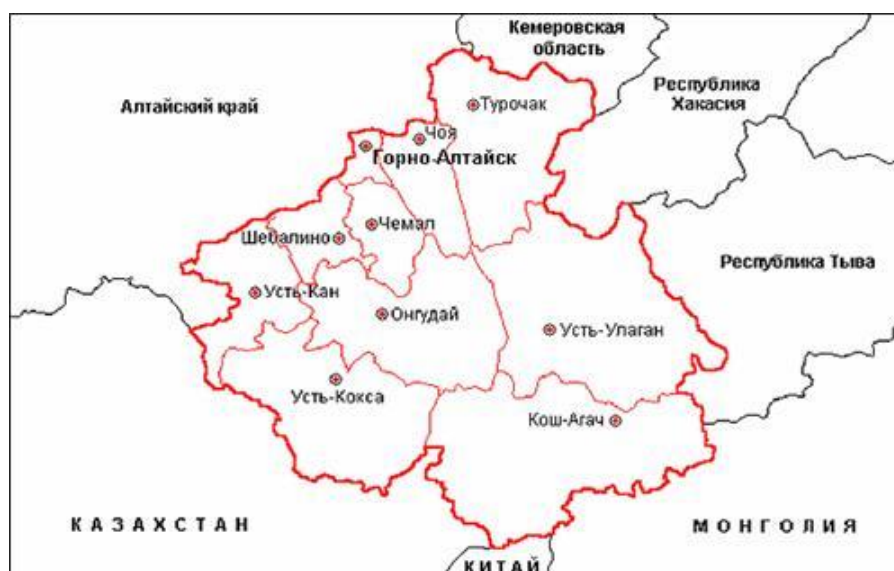 Кемеровская
область
Республика
Хакасия
Алтайский край
Турочак
Чоя
Горно-Алтайск
Чемал
Шебалино
Республика Тыва
Усть-Кан
Онгудай
Усть-Улаган
Усть-Кокса
Кош-Агач
КАЗАХСТАН
МОНГОЛИЯ
КИТАЙ